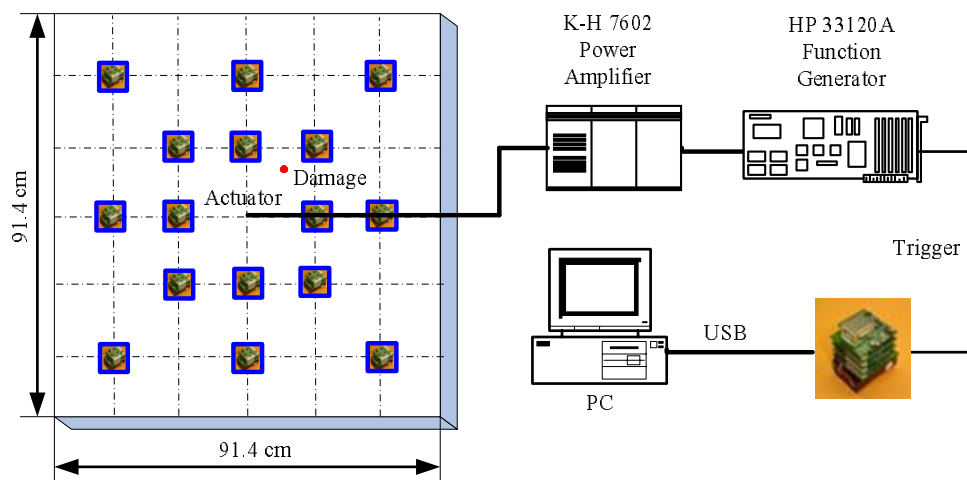 K-H 7602
Power
Amplifier
HP 33120A
Function
Generator
Damage
Actuator
91.4 cm
Trigger
USB
PC
91.4 cm